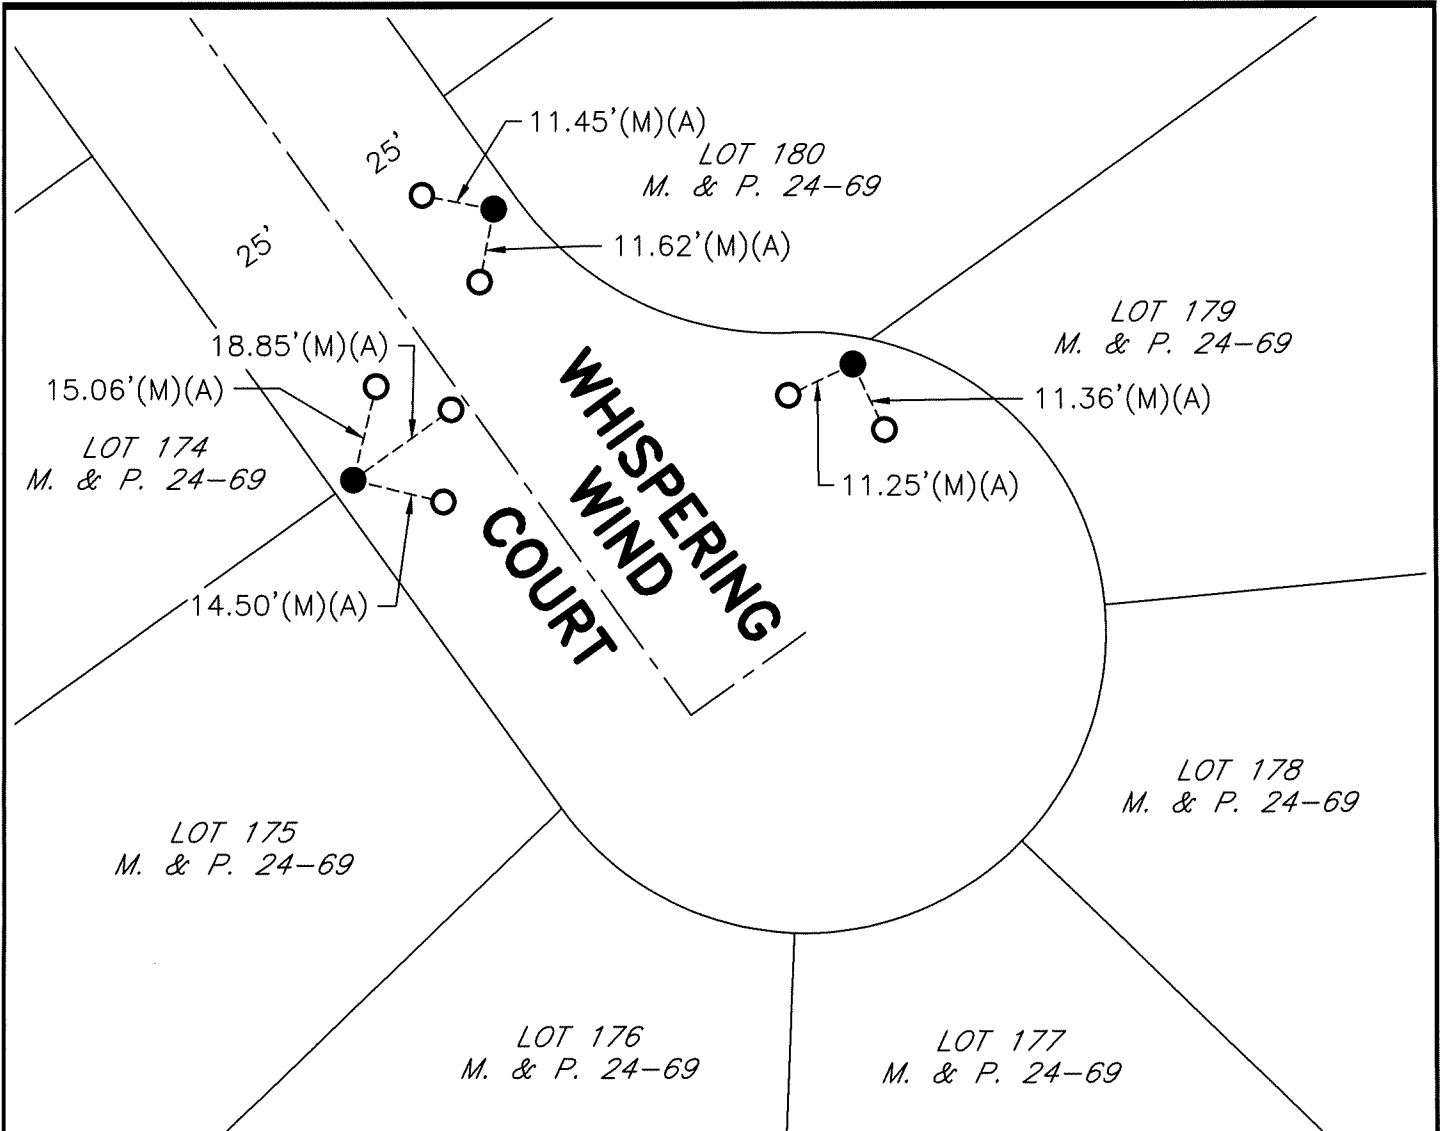 11.45'(M)(A)
25'
LOT 180
M. & P. 24-69
25'
11.62'(M)(A)
LOT 179
M. & P. 24-69
18.85'(M)(A)
15.06'(M)(A)
11.36'(M)(A)
LOT 174
M. & P. 24-69
11.25'(M)(A)
WHISPERING
WIND
COURT
14.50'(M)(A)
LOT 178
M. & P. 24-69
LOT 175
M. & P. 24-69
LOT 176
M. & P. 24-69
LOT 177
M. & P. 24-69